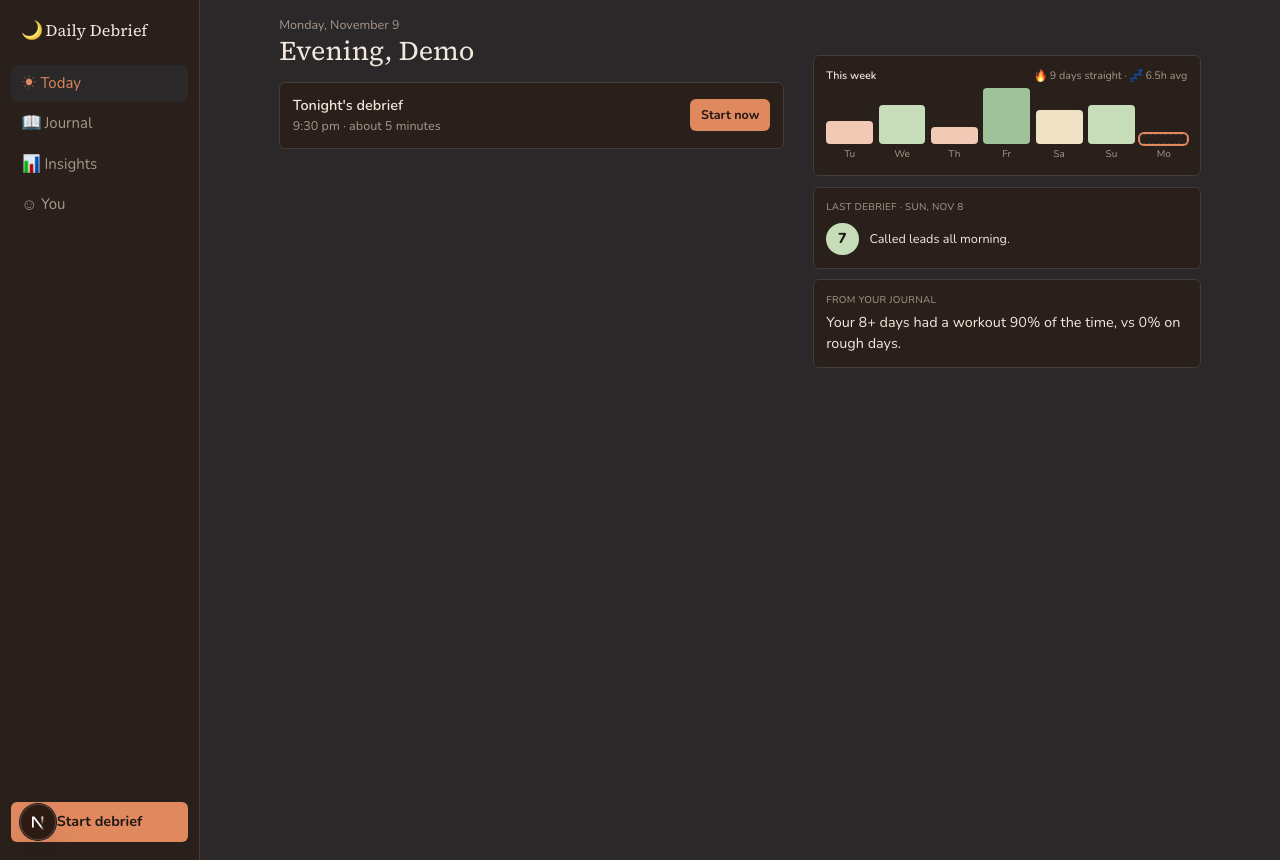 Daily Debrief
Today
Journal
Insights
You
Start debrief
Monday, November 9
Evening, Demo
Tonight's debrief
9:30 pm · about 5 minutes
Start now
This week
🔥 9 days straight · 💤 6.5h avg
Tu We Th Fr Sa Su Mo
LAST DEBRIEF · SUN, NOV 8
7 Called leads all morning.
FROM YOUR JOURNAL
Your 8+ days had a workout 90% of the time, vs 0% on
rough days.